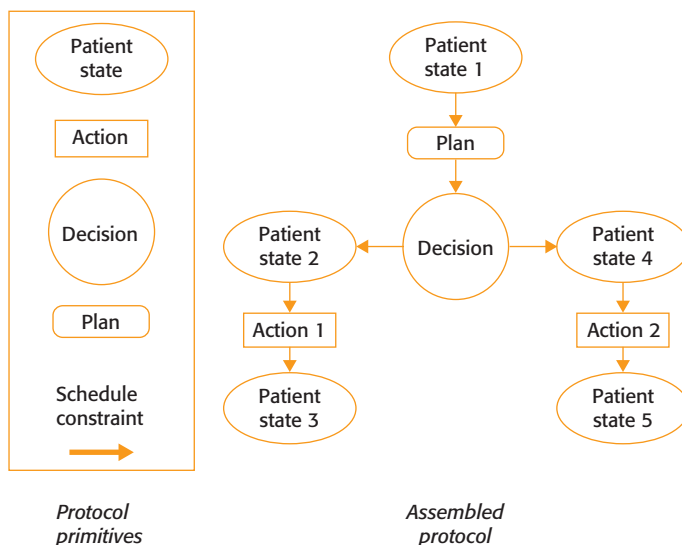 Patient
state
Action
Decision
Plan
Schedule
constraint
Protocol
primitives
Patient
state 1
Plan
Decision
Patient
state 2
Patient
state 4
Action 1
Action 2
Patient
state 3
Patient
state 5
Assembled
protocol